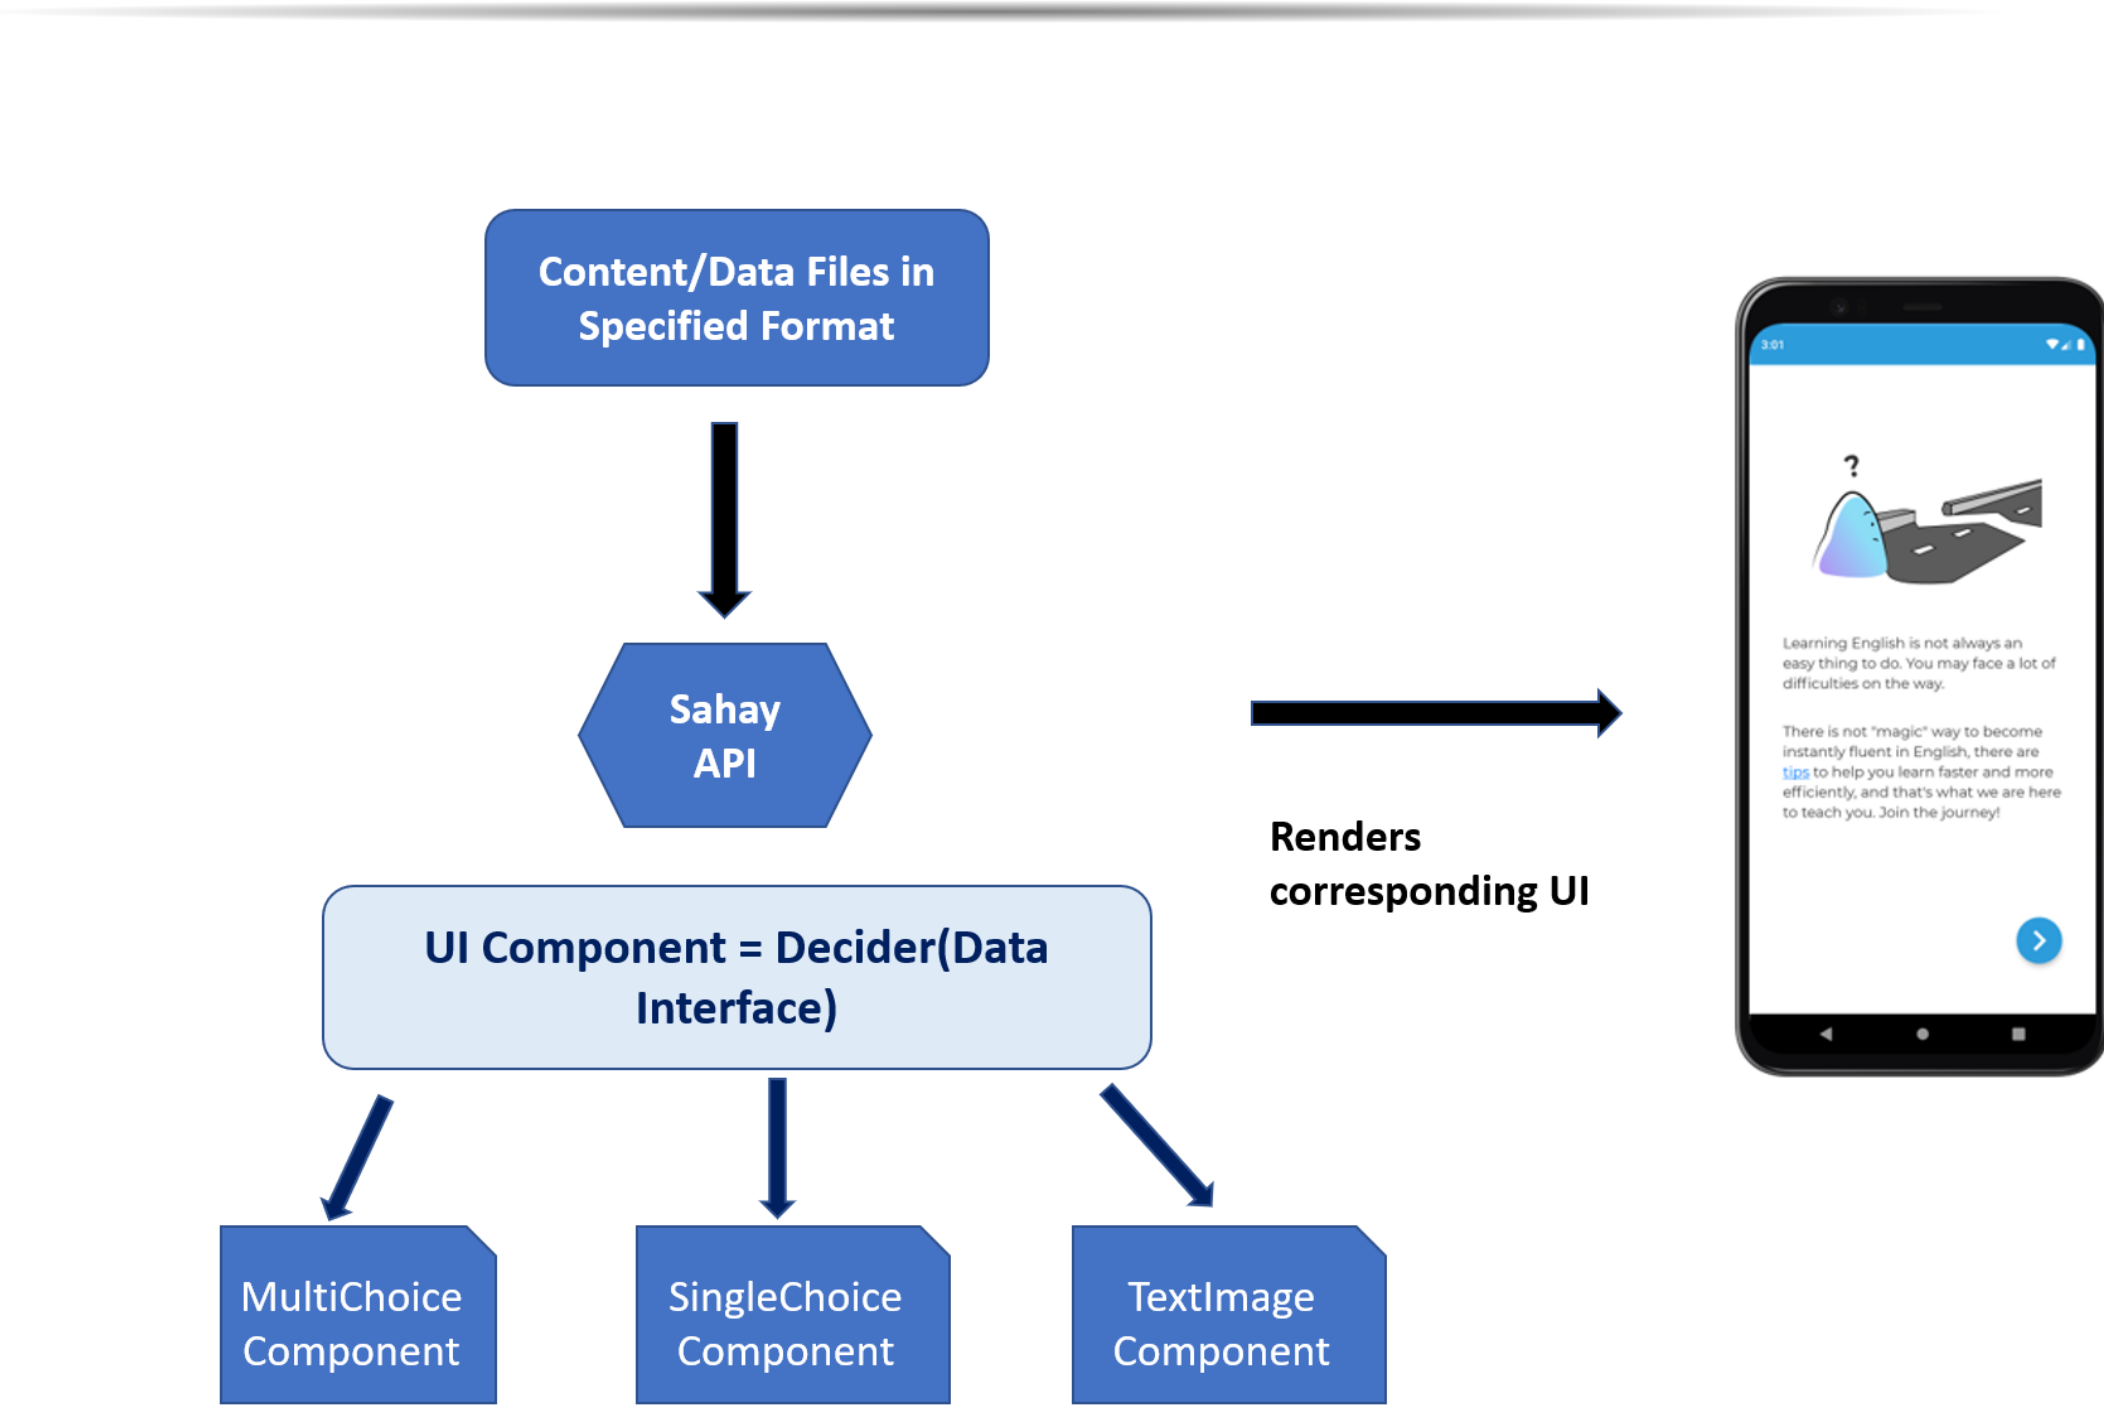 Content/Data Files in
Specified Format
Sahay
API
UI Component = Decider(Data
Interface)
MultiChoice
Component
SingleChoice
Component
TextImage
Component
Renders
corresponding UI
3:01
?
Learning English is not always an
easy thing to do. You may face a lot of
difficulties on the way.
There is not "magic" way to become
instantly fluent in English, there are
tips to help you learn faster and more
efficiently, and that's what we are here
to teach you. Join the journey!